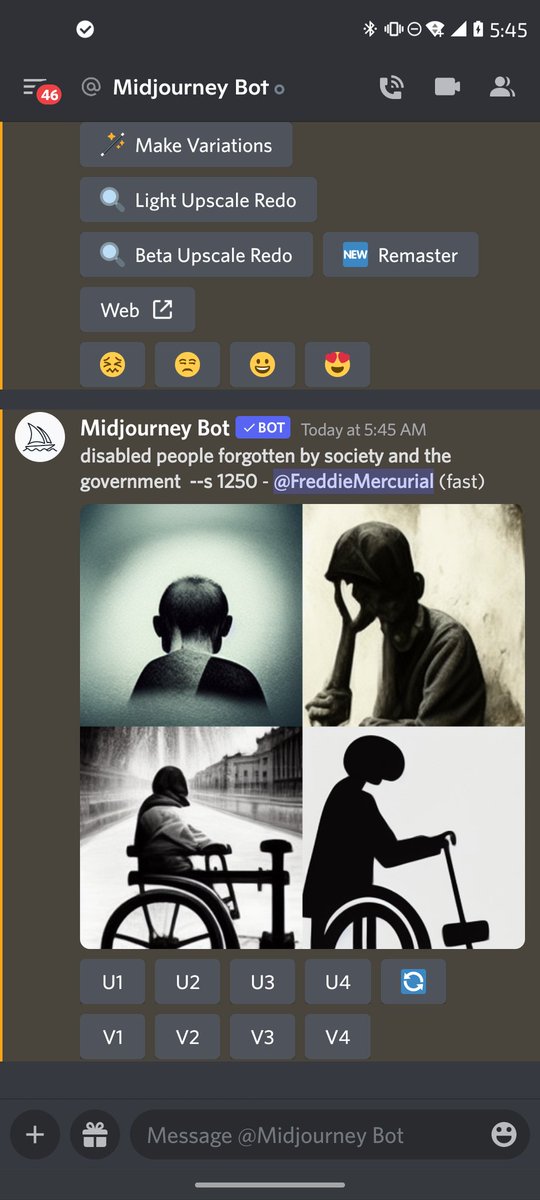 5:45
46
@ Midjourney Bot
Make Variations
Light Upscale Redo
Beta Upscale Redo
NEW Remaster
Web
Midjourney Bot BOT Today at 5:45 AM
disabled people forgotten by society and the
government --s 1250 - @FreddieMercurial (fast)
U1 U2 U3 U4
V1 V2 V3 V4
Message @Midjourney Bot